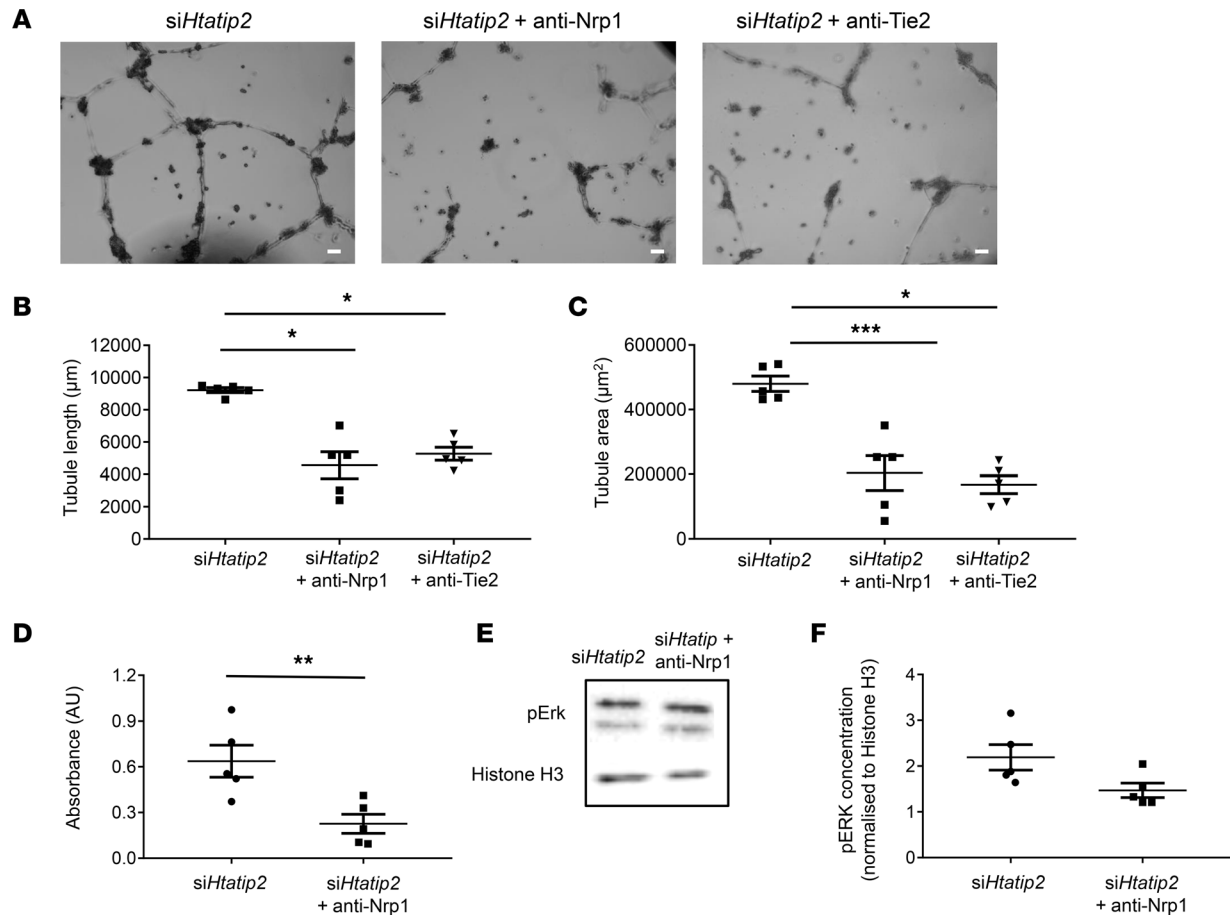 A
siHtatip2
siHtatip2 + anti-Nrp1
siHtatip2 + anti-Tie2
B
*
*
Tubule length (µm)
12000
10000
8000
6000
4000
2000
0
siHtatip2
siHtatip2
+ anti-Nrp1
siHtatip2
+ anti-Tie2
C
*
***
Tubule area (µm²)
600000
400000
200000
0
siHtatip2
siHtatip2
+ anti-Nrp1
siHtatip2
+ anti-Tie2
D
**
Absorbance (AU)
1.2
0.9
0.6
0.3
0.0
siHtatip2
siHtatip2
+ anti-Nrp1
E
siHtatip2
siHtatip +
anti-Nrp1
pErk
Histone H3
F
pERK concentration
(normalised to Histone H3)
4
3
2
1
0
siHtatip2
siHtatip2
+ anti-Nrp1